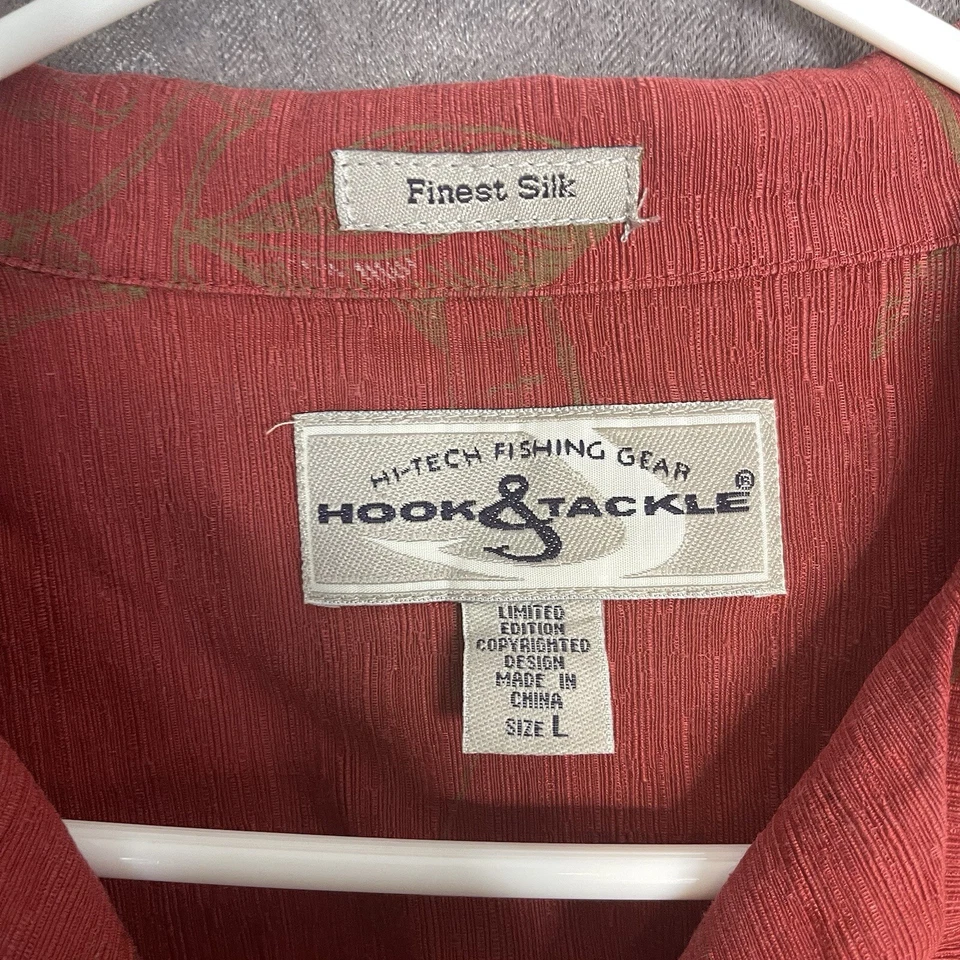 Finest Silk
HI-TECH FISHING GEAR
HOOK & TACKLE®
LIMITED
EDITION
COPYRIGHTED
DESIGN
MADE IN
CHINA
SIZE L